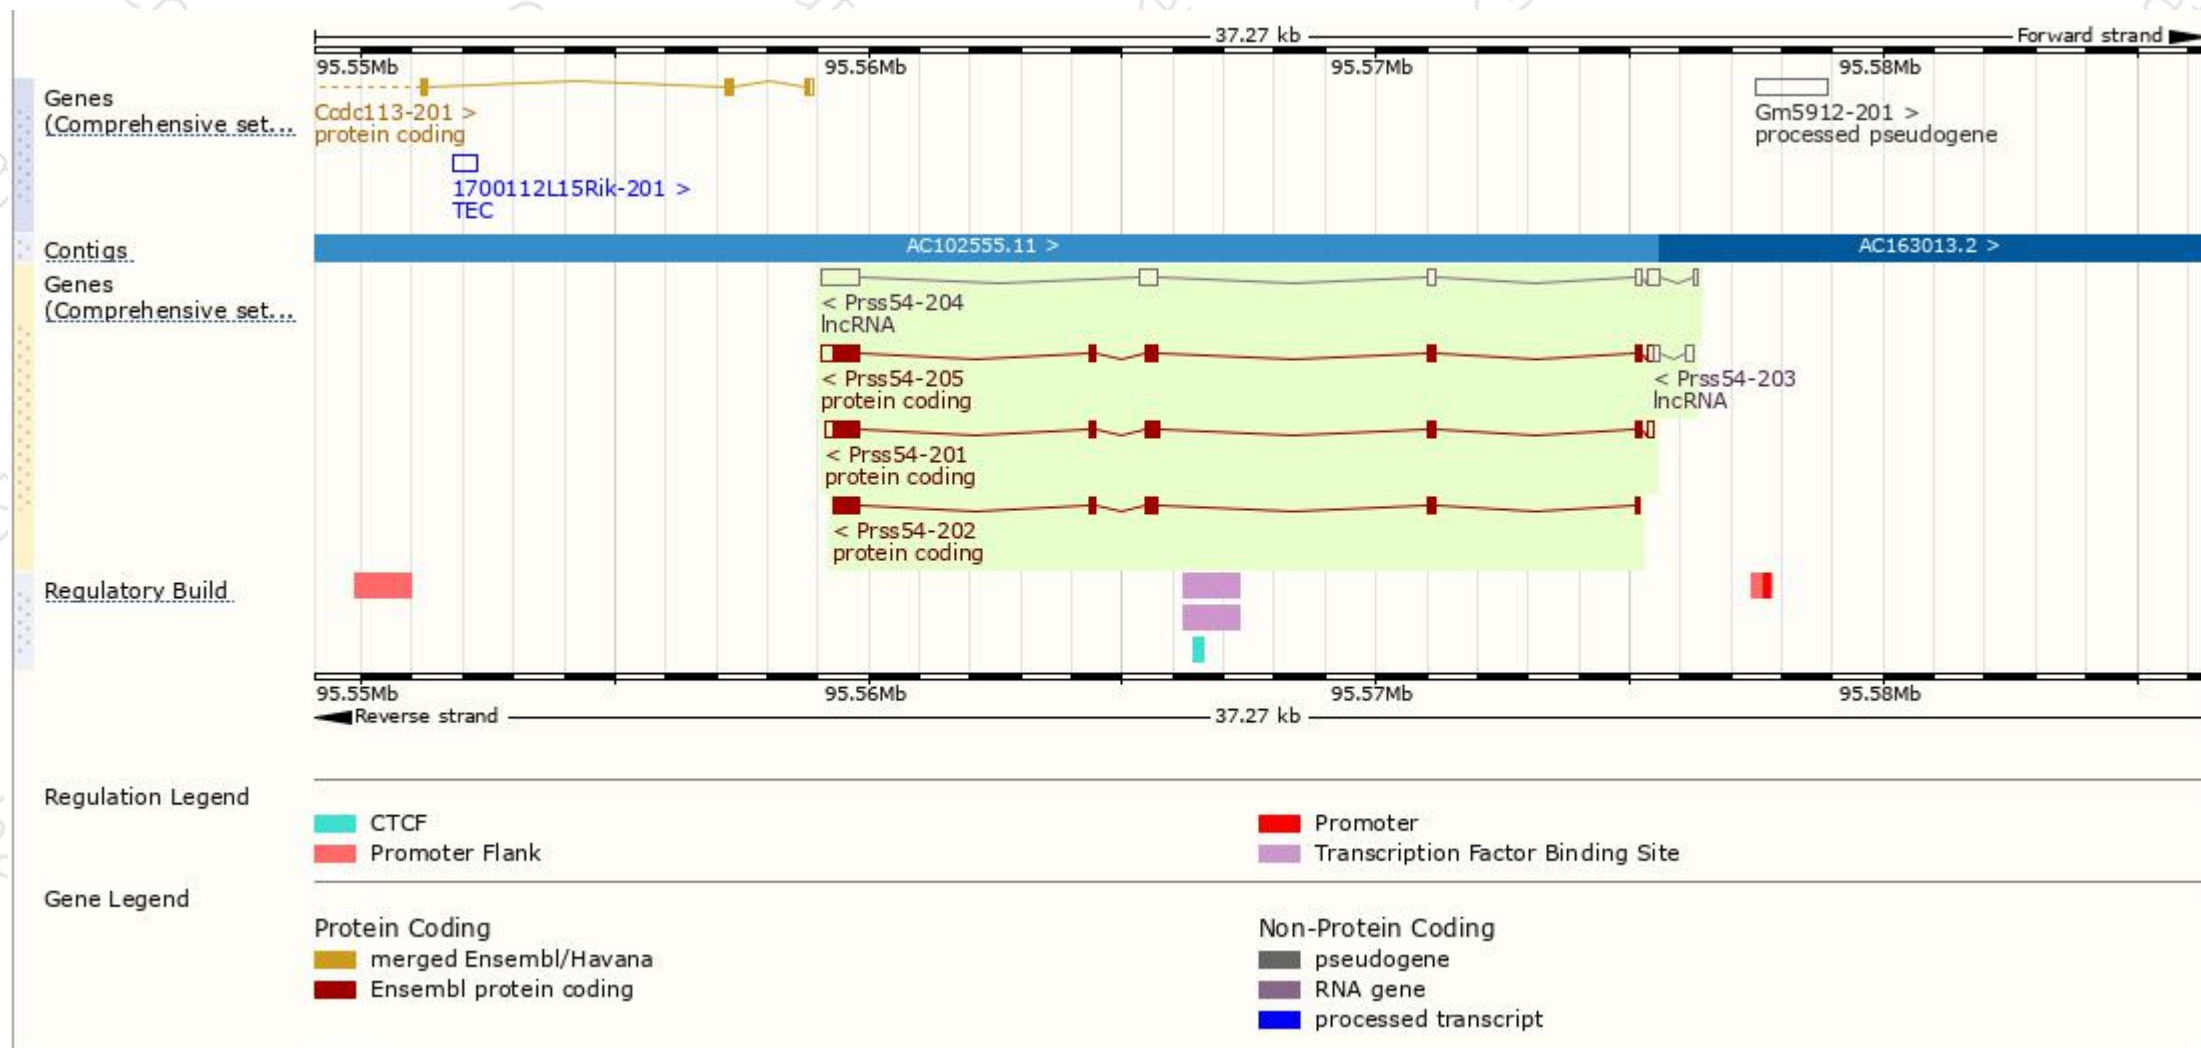 37.27 kb
Forward strand
95.55Mb 95.56Mb 95.57Mb 95.58Mb
Genes
(Comprehensive set...
Ccdc113-201 >
protein coding
Gm5912-201 >
processed pseudogene
1700112L15Rik-201 >
TEC
Contigs
AC102555.11 >
AC163013.2 >
Genes
(Comprehensive set...
< Prss54-204
lncRNA
< Prss54-205
protein coding
< Prss54-203
lncRNA
< Prss54-201
protein coding
< Prss54-202
protein coding
Regulatory Build
95.55Mb 95.56Mb 95.57Mb 95.58Mb
Reverse strand
37.27 kb
Regulation Legend
CTCF
Promoter Flank
Promoter
Transcription Factor Binding Site
Gene Legend
Protein Coding
merged Ensembl/Havana
Ensembl protein coding
Non-Protein Coding
pseudogene
RNA gene
processed transcript